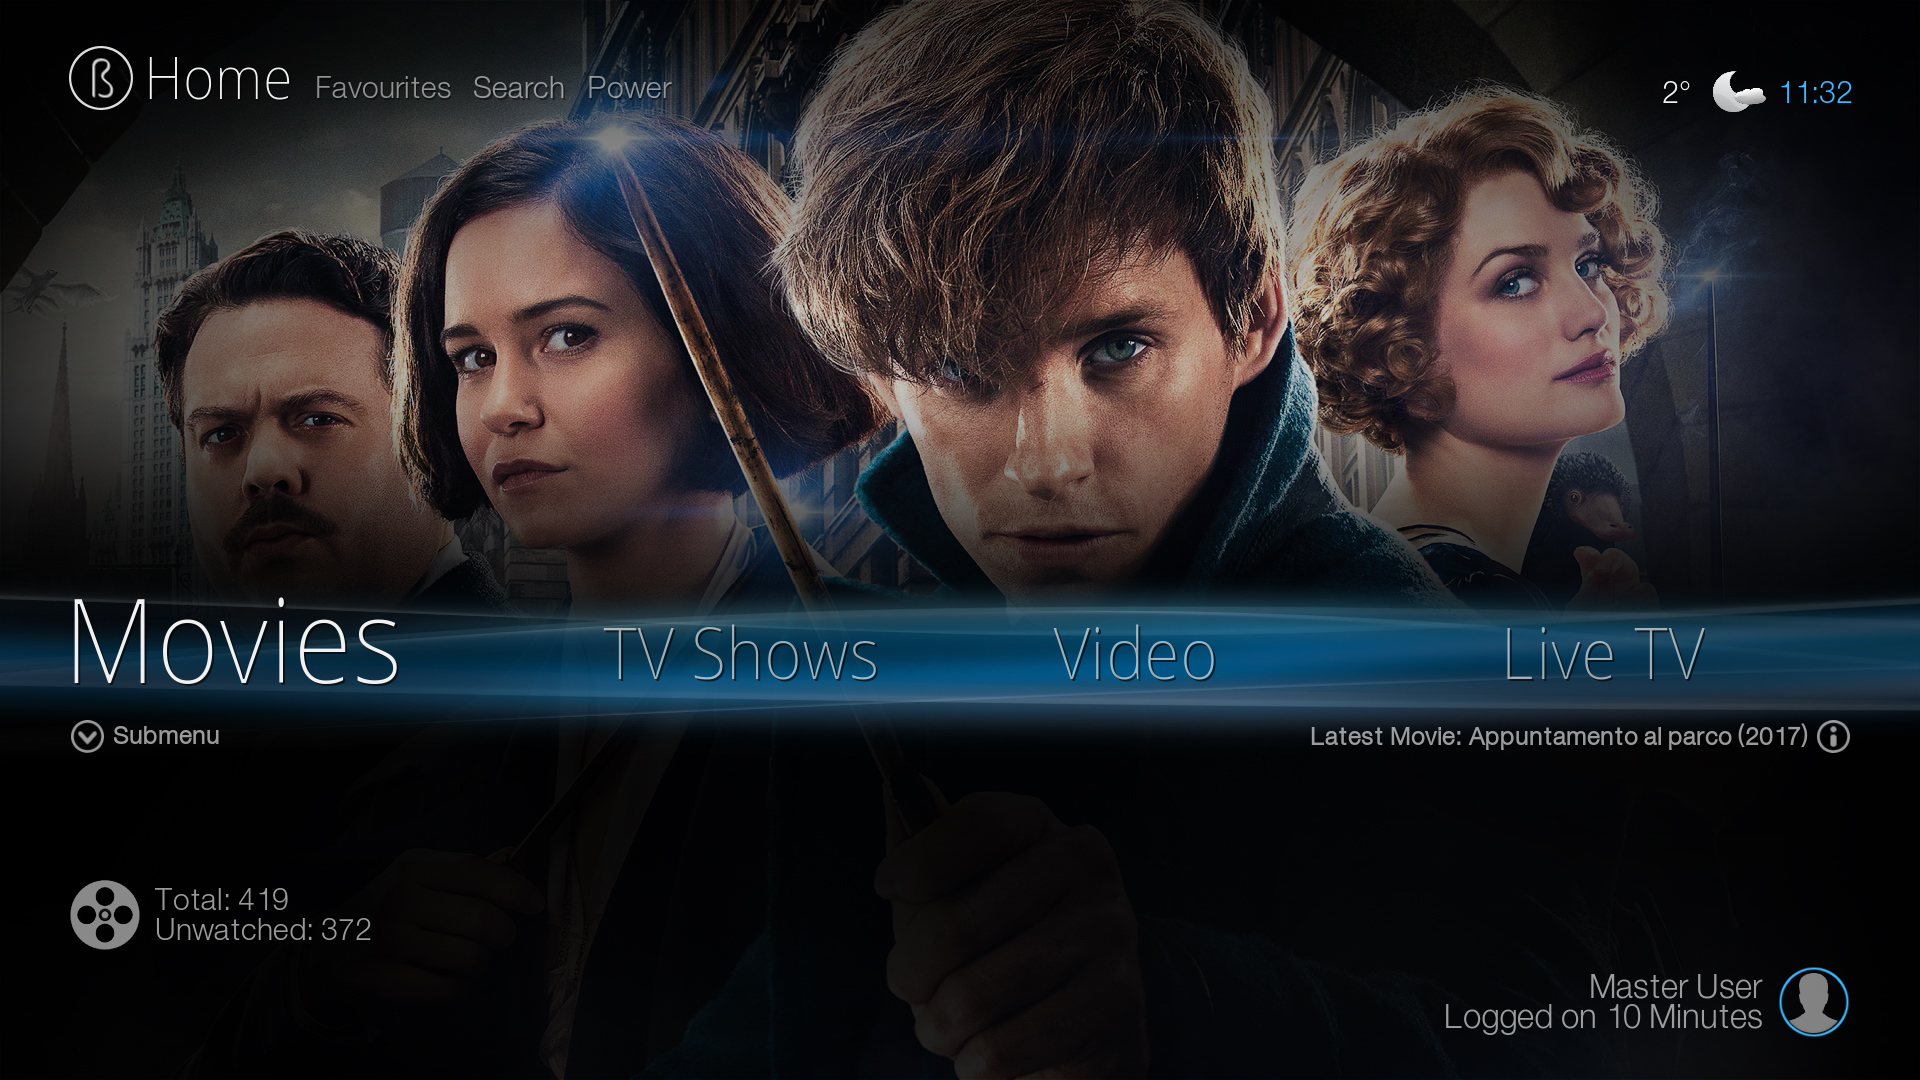 ß Home Favourites Search Power
2° 11:32
Movies TV Shows Video Live TV
Submenu
Latest Movie: Appuntamento al parco (2017)
Total: 419
Unwatched: 372
Master User
Logged on 10 Minutes